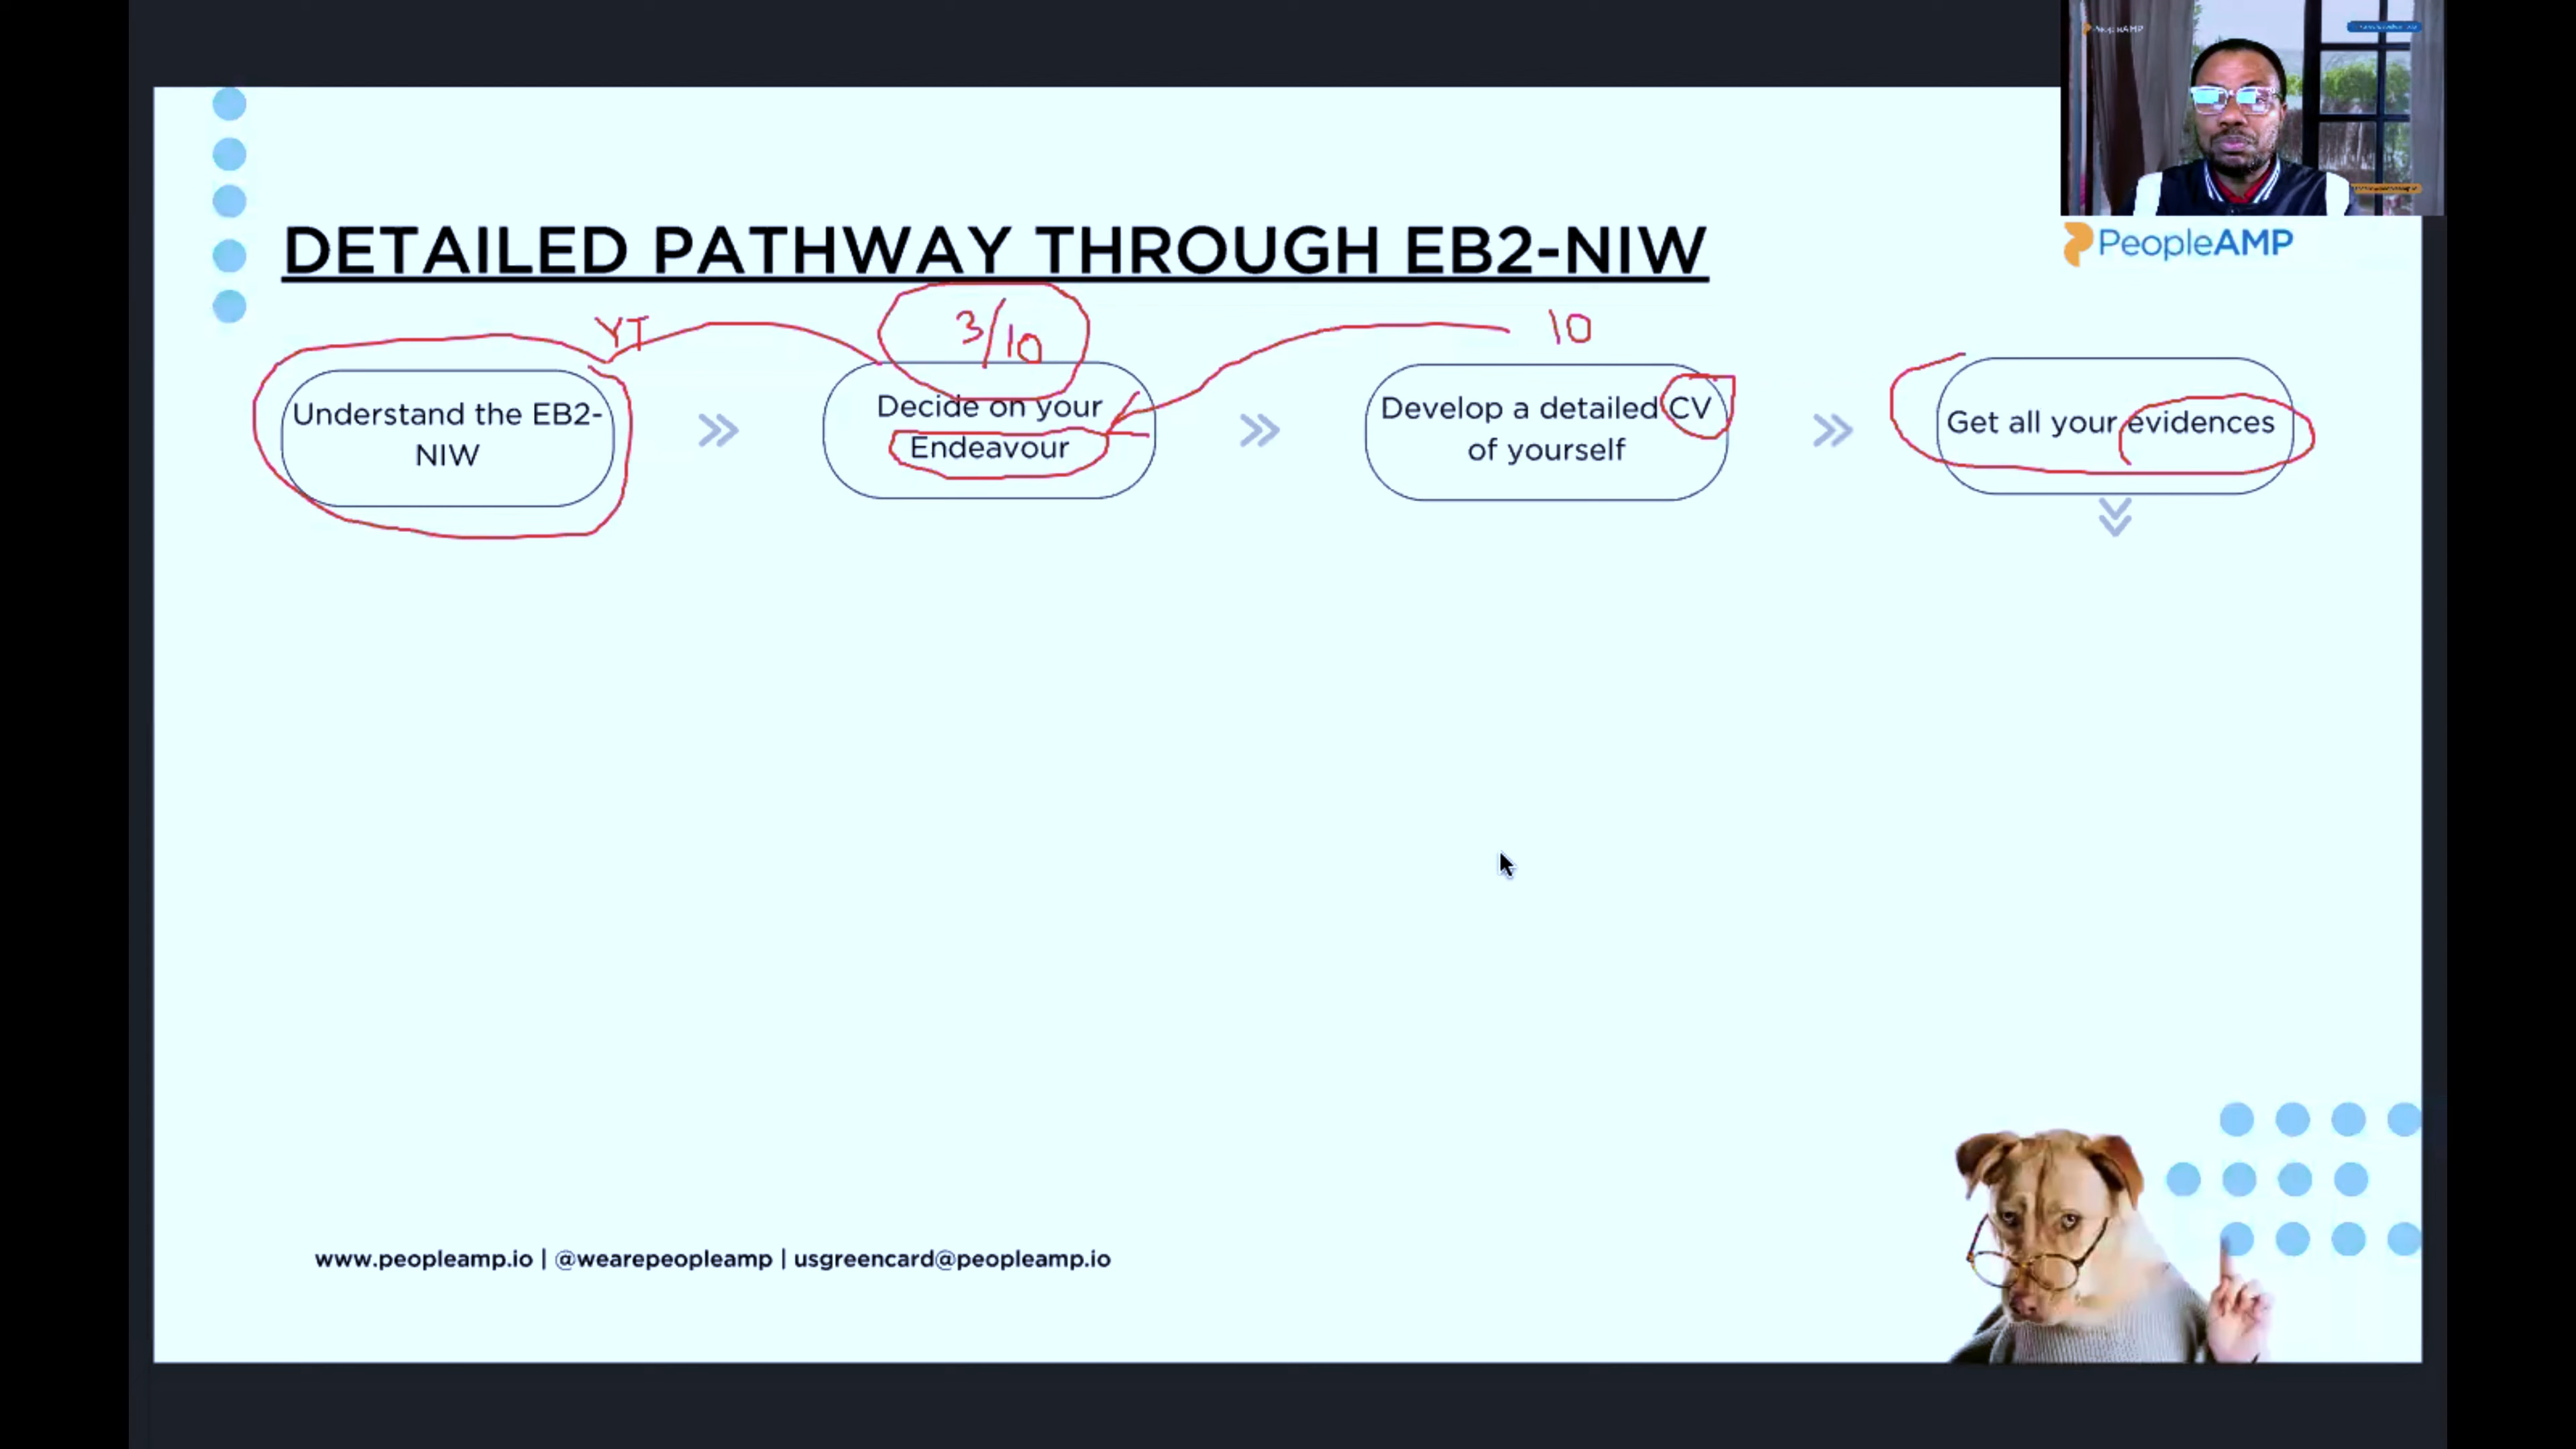 DETAILED PATHWAY THROUGH EB2-NIW
PeopleAMP
YT
3/10
10
Understand the EB2-
NIW
Decide on your
Endeavour
Develop a detailed CV
of yourself
Get all your evidences
www.peopleamp.io | @wearepeopleamp | usgreencard@peopleamp.io